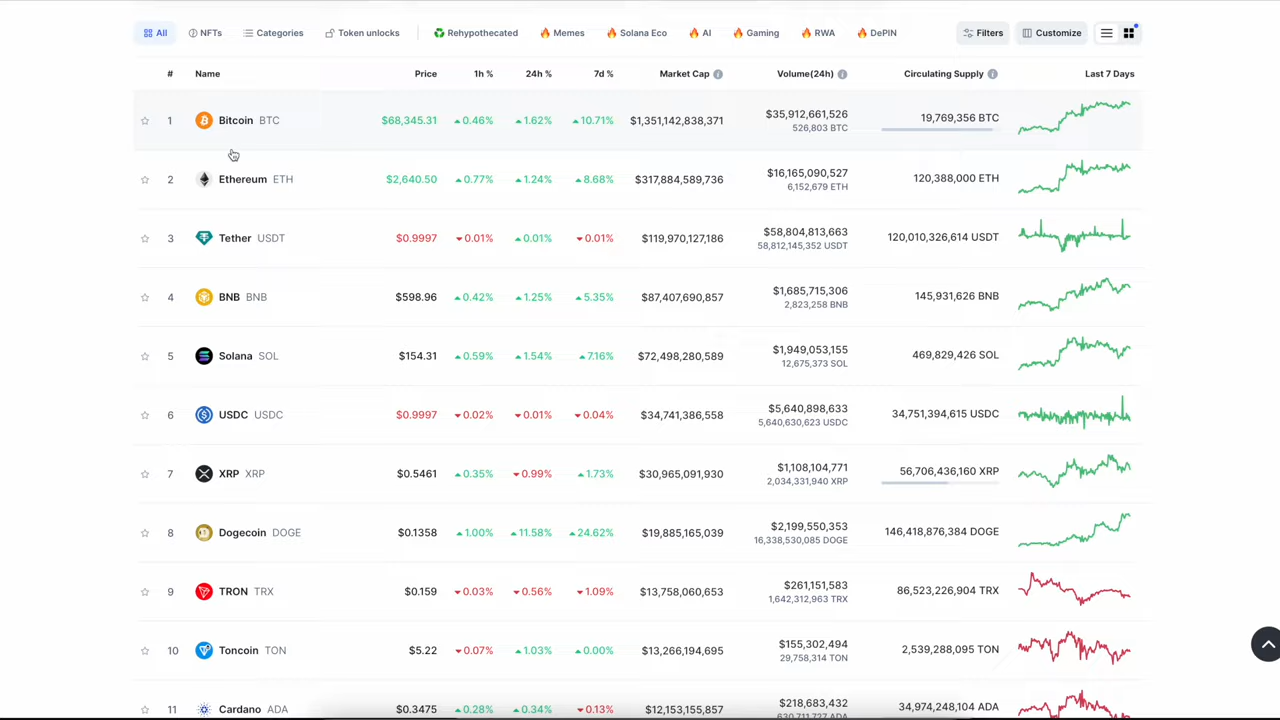 All NFTs Categories Token unlocks Rehypothecated Memes Solana Eco AI Gaming RWA DePIN Filters Customize
# Name Price 1h % 24h % 7d % Market Cap Volume(24h) Circulating Supply Last 7 Days
1 Bitcoin BTC $68,345.31 0.46% 1.62% 10.71% $1,351,142,838,371 $35,912,661,526 19,769,356 BTC
526,803 BTC
2 Ethereum ETH $2,640.50 0.77% 1.24% 8.68% $317,884,589,736 $16,165,090,527 120,388,000 ETH
6,152,679 ETH
3 Tether USDT $0.9997 0.01% 0.01% 0.01% $119,970,127,186 $58,804,813,663 120,010,326,614 USDT
58,812,145,352 USDT
4 BNB BNB $598.96 0.42% 1.25% 5.35% $87,407,690,857 $1,685,715,306 145,931,626 BNB
2,823,258 BNB
5 Solana SOL $154.31 0.59% 1.54% 7.16% $72,498,280,589 $1,949,053,155 469,829,426 SOL
12,675,373 SOL
6 USDC USDC $0.9997 0.02% 0.01% 0.04% $34,741,386,558 $5,640,898,633 34,751,394,615 USDC
5,640,630,623 USDC
7 XRP XRP $0.5461 0.35% 0.99% 1.73% $30,965,091,930 $1,108,104,771 56,706,436,160 XRP
2,034,331,940 XRP
8 Dogecoin DOGE $0.1358 1.00% 11.58% 24.62% $19,885,165,039 $2,199,550,353 146,418,876,384 DOGE
16,338,530,085 DOGE
9 TRON TRX $0.159 0.03% 0.56% 1.09% $13,758,060,653 $261,151,583 86,523,226,904 TRX
1,642,312,963 TRX
10 Toncoin TON $5.22 0.07% 1.03% 0.00% $13,266,194,695 $155,302,494 2,539,288,095 TON
29,758,314 TON
11 Cardano ADA $0.3475 0.28% 0.34% 0.13% $12,153,155,857 $218,683,432 34,974,248,104 ADA